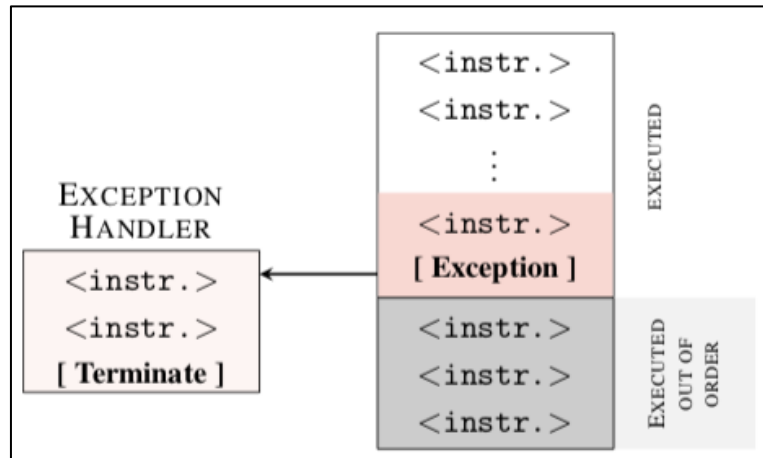 <instr.>
<instr.>
⋮
<instr.>
[ Exception ]
<instr.>
<instr.>
<instr.>
EXECUTED
EXECUTED
OUT OF
ORDER
EXCEPTION
HANDLER
<instr.>
<instr.>
[ Terminate ]